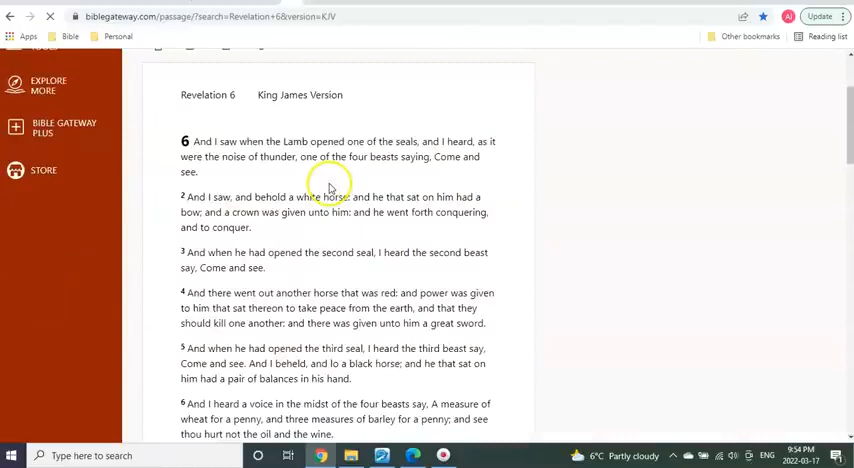 biblegateway.com/passage/?search=Revelation+6&version=KJV
AI
Update
Apps
Bible
Personal
Other bookmarks
Reading list
EXPLORE
MORE
BIBLE GATEWAY
PLUS
STORE
Revelation 6 King James Version
6 And I saw when the Lamb opened one of the seals, and I heard, as it
were the noise of thunder, one of the four beasts saying, Come and
see.
2 And I saw, and behold a white horse: and he that sat on him had a
bow; and a crown was given unto him: and he went forth conquering,
and to conquer.
3 And when he had opened the second seal, I heard the second beast
say, Come and see.
4 And there went out another horse that was red: and power was given
to him that sat thereon to take peace from the earth, and that they
should kill one another: and there was given unto him a great sword.
5 And when he had opened the third seal, I heard the third beast say,
Come and see. And I beheld, and lo a black horse; and he that sat on
him had a pair of balances in his hand.
6 And I heard a voice in the midst of the four beasts say, A measure of
wheat for a penny, and three measures of barley for a penny; and see
thou hurt not the oil and the wine.
Type here to search
6°C Partly cloudy
ENG
9:54 PM
2022-03-17